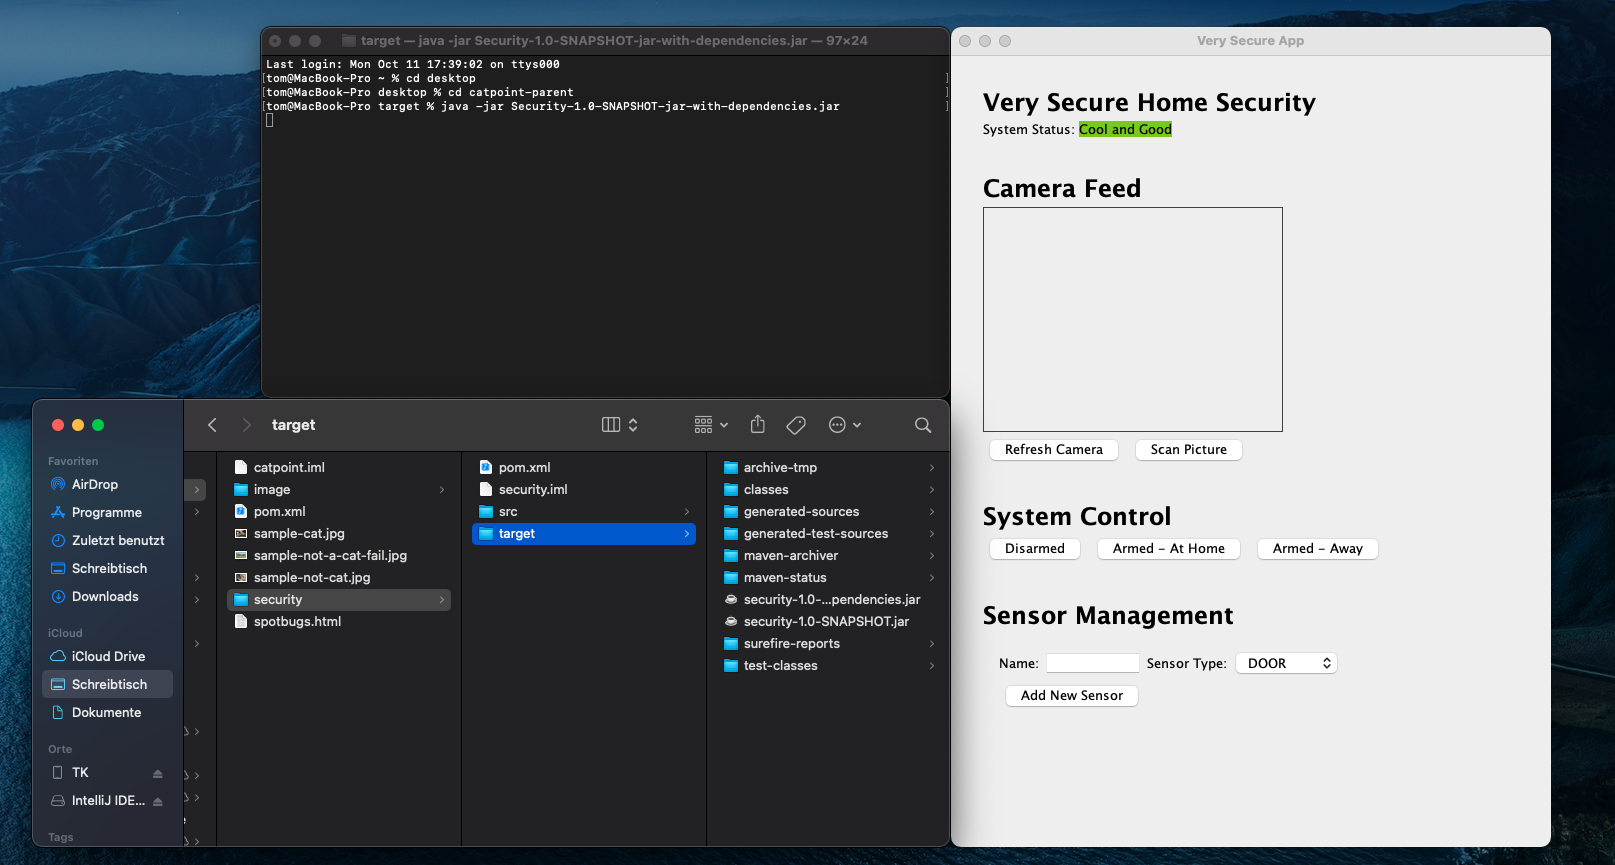 target — java -jar Security-1.0-SNAPSHOT-jar-with-dependencies.jar — 97×24
Last login: Mon Oct 11 17:39:02 on ttys000
[tom@MacBook-Pro ~ % cd desktop ]
[tom@MacBook-Pro desktop % cd catpoint-parent ]
[tom@MacBook-Pro target % java -jar Security-1.0-SNAPSHOT-jar-with-dependencies.jar ]
Very Secure App
Very Secure Home Security
System Status: Cool and Good
Camera Feed
Refresh Camera Scan Picture
System Control
Disarmed Armed - At Home Armed - Away
Sensor Management
Name: Sensor Type: DOOR
Add New Sensor
target
Favoriten
AirDrop
Programme
Zuletzt benutzt
Schreibtisch
Downloads
iCloud
iCloud Drive
Schreibtisch
Dokumente
Orte
TK
IntelliJ IDE...
Tags
catpoint.iml
image
pom.xml
sample-cat.jpg
sample-not-a-cat-fail.jpg
sample-not-cat.jpg
security
spotbugs.html
pom.xml
security.iml
src
target
archive-tmp
classes
generated-sources
generated-test-sources
maven-archiver
maven-status
security-1.0-...pendencies.jar
security-1.0-SNAPSHOT.jar
surefire-reports
test-classes